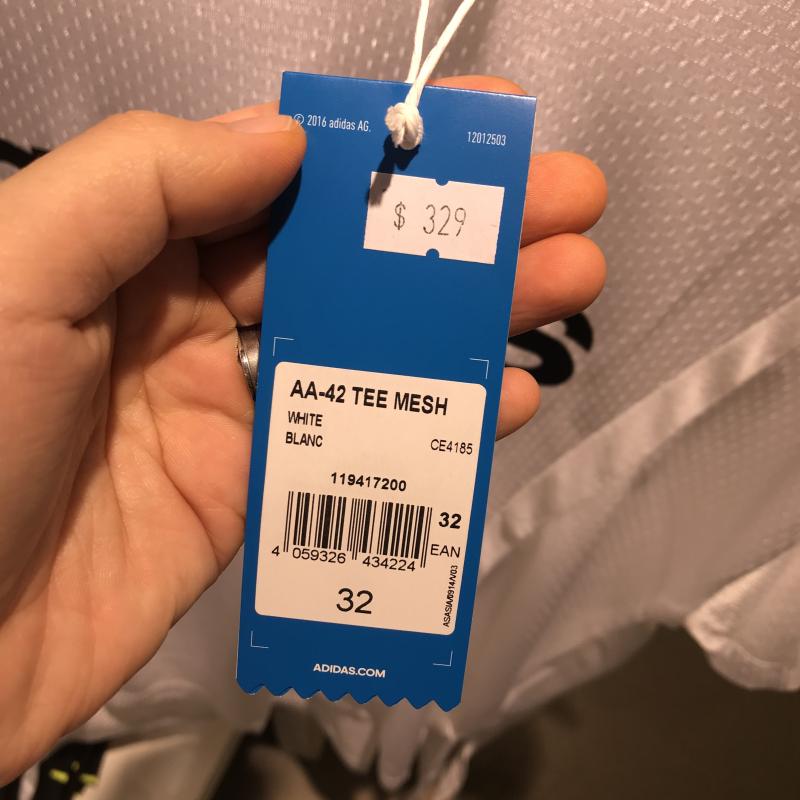 © 2016 adidas AG.
12012503
$ 329
AA-42 TEE MESH
WHITE
BLANC
CE4185
119417200
32
EAN
4 059326 434224
32
ADIDAS.COM